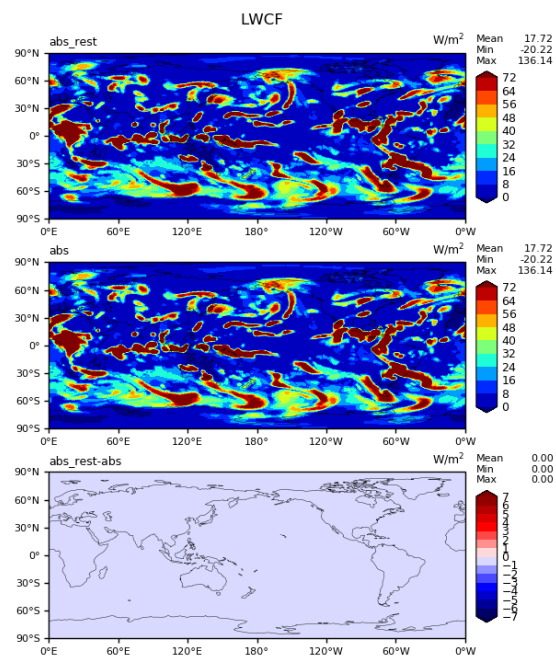 LWCF
abs_rest W/m² Mean 17.72
Min -20.22
Max 136.14
90°N
60°N
30°N
0°
30°S
60°S
90°S
0°E 60°E 120°E 180° 120°W 60°W 0°W
72
64
56
48
40
32
24
16
8
0
abs W/m² Mean 17.72
Min -20.22
Max 136.14
90°N
60°N
30°N
0°
30°S
60°S
90°S
0°E 60°E 120°E 180° 120°W 60°W 0°W
72
64
56
48
40
32
24
16
8
0
abs_rest-abs W/m² Mean 0.00
Min 0.00
Max 0.00
90°N
60°N
30°N
0°
30°S
60°S
90°S
0°E 60°E 120°E 180° 120°W 60°W 0°W
7
6
5
4
3
2
1
0
−1
−2
−3
−4
−5
−6
−7